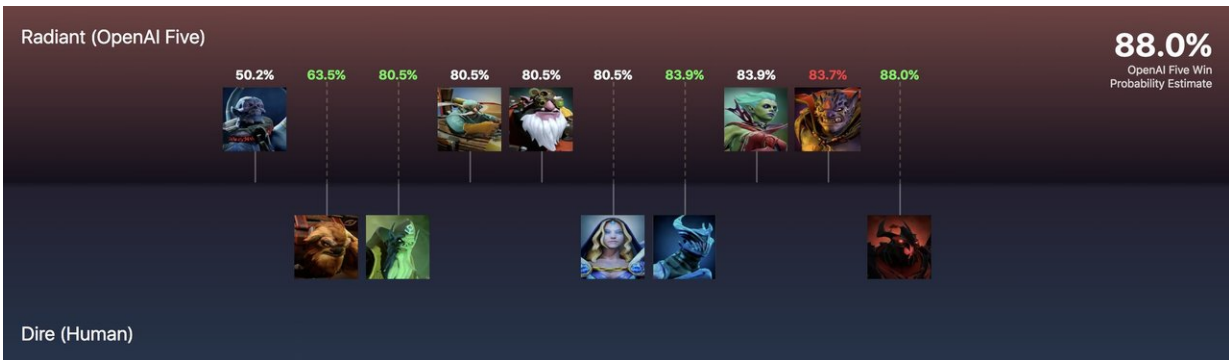 Radiant (OpenAI Five)
88.0%
OpenAI Five Win
Probability Estimate
50.2% 63.5% 80.5% 80.5% 80.5% 80.5% 83.9% 83.9% 83.7% 88.0%
Dire (Human)